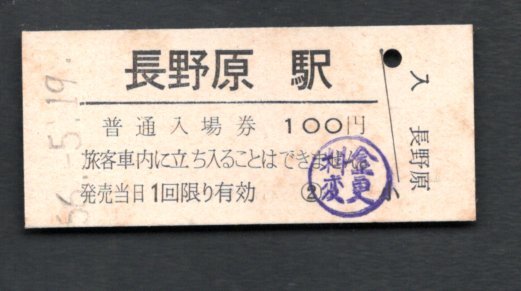 長野原 駅
普通入場券 100円
旅客車内に立ち入ることはできません
発売当日1回限り有効 ②
料金
変更
入 長野原
5.19.